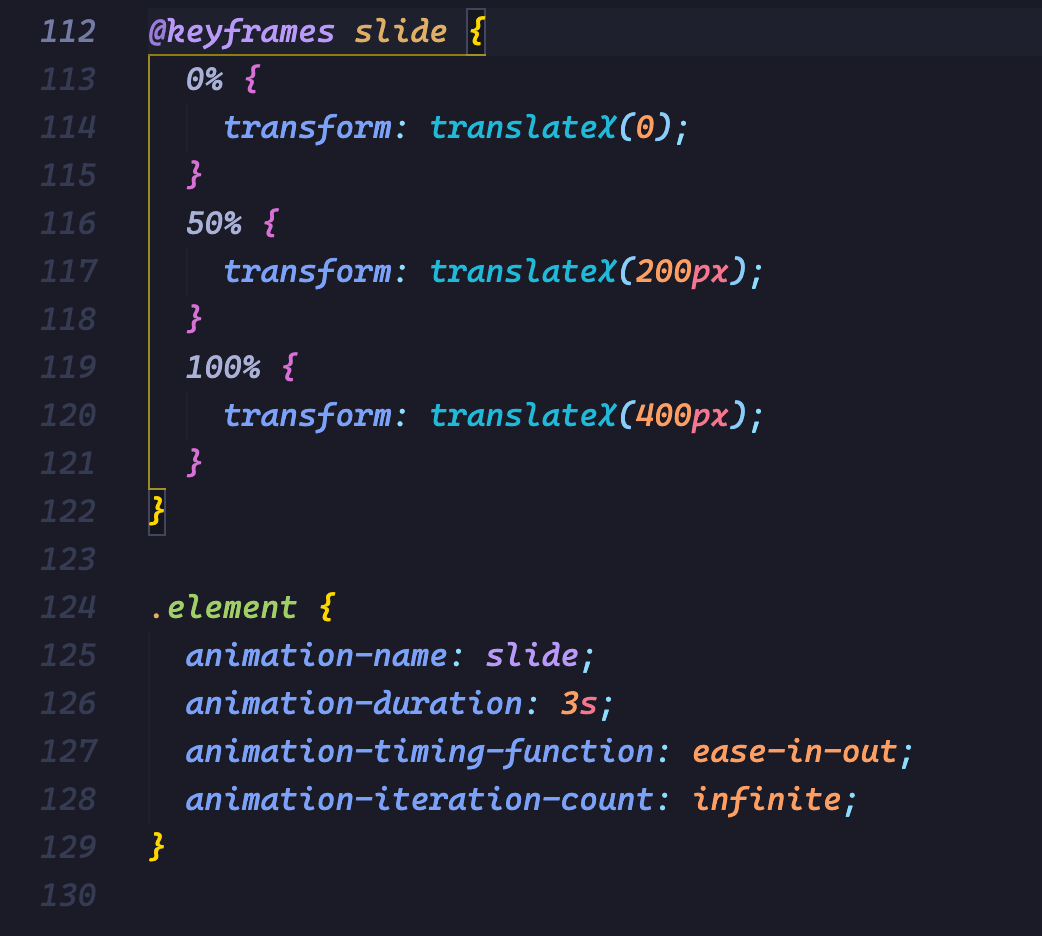 112 @keyframes slide {
113   0% {
114     transform: translateX(0);
115   }
116   50% {
117     transform: translateX(200px);
118   }
119   100% {
120     transform: translateX(400px);
121   }
122 }
123
124 .element {
125   animation-name: slide;
126   animation-duration: 3s;
127   animation-timing-function: ease-in-out;
128   animation-iteration-count: infinite;
129 }
130